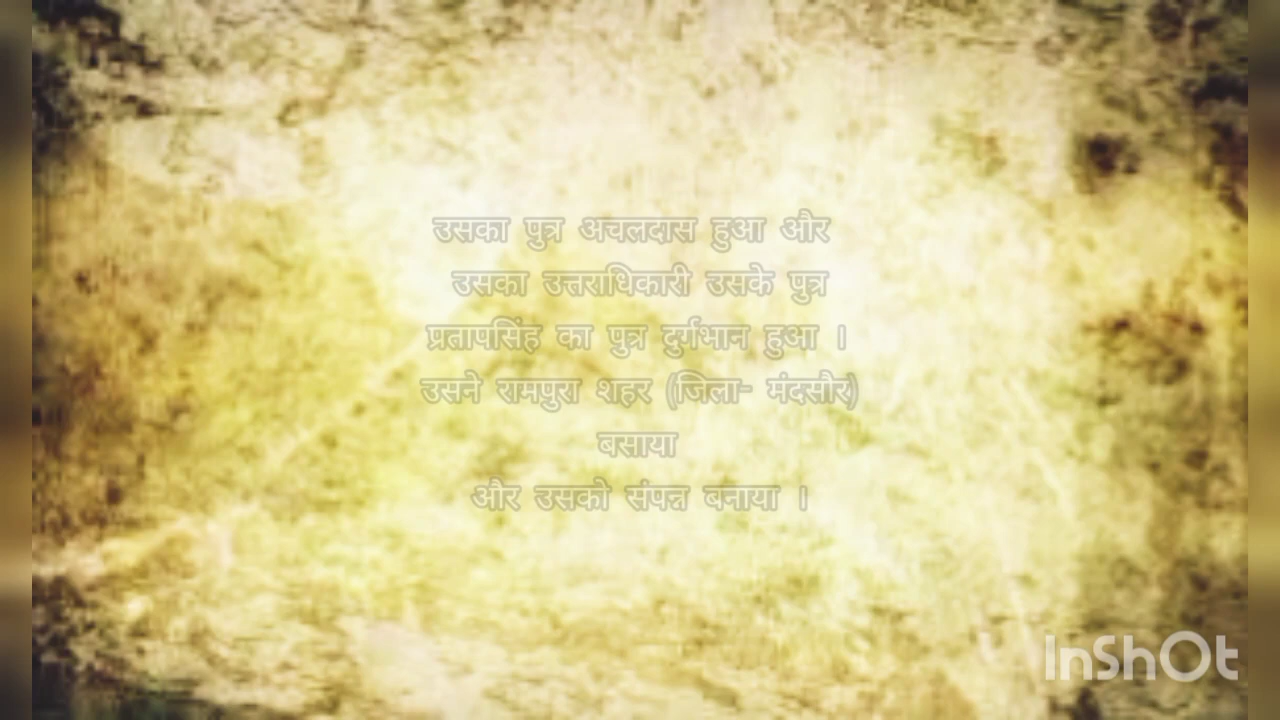 उसका पुत्र अचलदास हुआ और
उसका उत्तराधिकारी उसके पुत्र
प्रतापसिंह का पुत्र दुर्गभान हुआ ।
उसने रामपुरा शहर (जिला- मंदसौर)
बसाया
और उसको संपन्न बनाया ।
InShOt